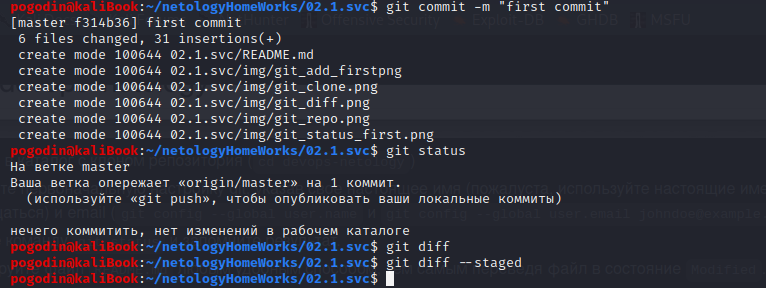 pogodin@kaliBook:~/netologyHomeWorks/02.1.svc$ git commit -m "first commit"
[master f314b36] first commit
 6 files changed, 31 insertions(+)
 create mode 100644 02.1.svc/README.md
 create mode 100644 02.1.svc/img/git_add_firstpng
 create mode 100644 02.1.svc/img/git_clone.png
 create mode 100644 02.1.svc/img/git_diff.png
 create mode 100644 02.1.svc/img/git_repo.png
 create mode 100644 02.1.svc/img/git_status_first.png
pogodin@kaliBook:~/netologyHomeWorks/02.1.svc$ git status
На ветке master
Ваша ветка опережает «origin/master» на 1 коммит.
  (используйте «git push», чтобы опубликовать ваши локальные коммиты)

нечего коммитить, нет изменений в рабочем каталоге
pogodin@kaliBook:~/netologyHomeWorks/02.1.svc$ git diff
pogodin@kaliBook:~/netologyHomeWorks/02.1.svc$ git diff --staged
pogodin@kaliBook:~/netologyHomeWorks/02.1.svc$